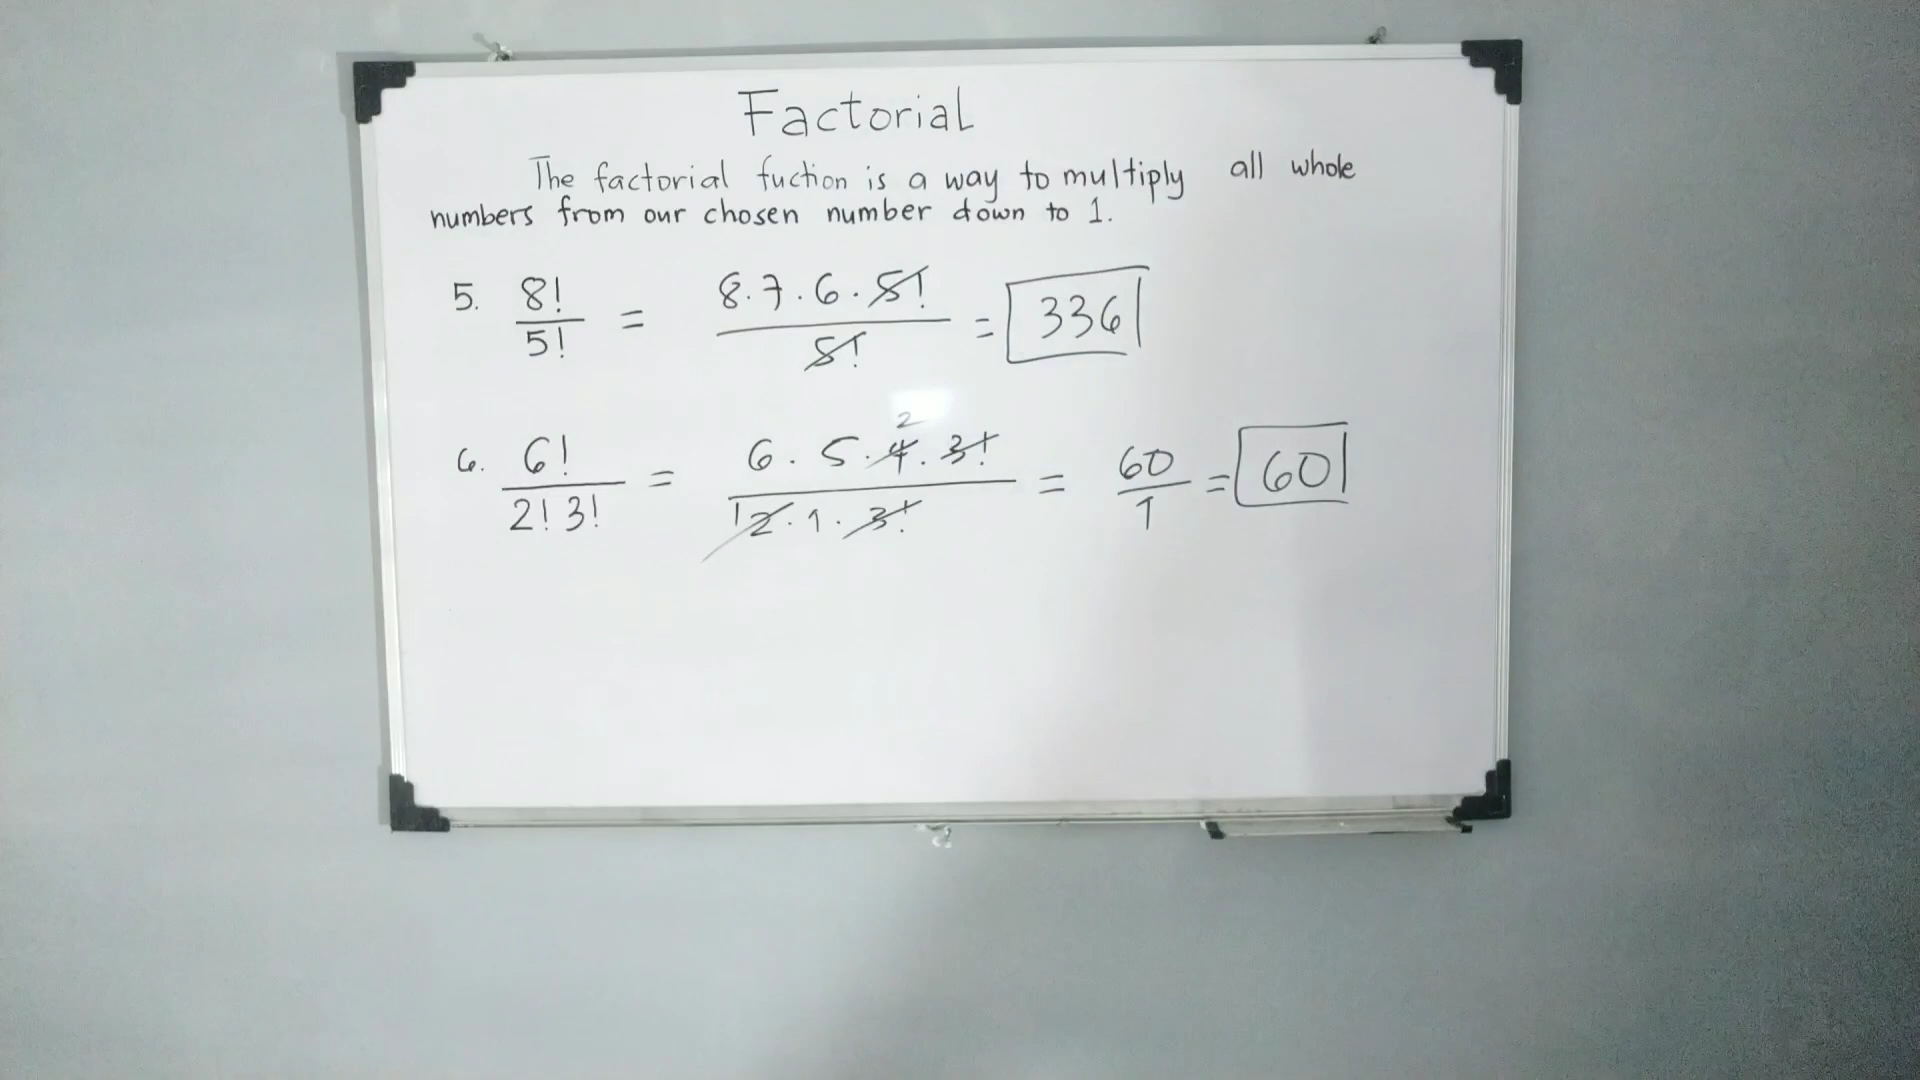 Factorial
The factorial fuction is a way to multiply all whole
numbers from our chosen number down to 1.
5. 8!/5! = 8.7.6.5!/5! = 336
6. 6!/2!3! = 6.5.4.3!/2.1.3! = 60/1 = 60
2
1